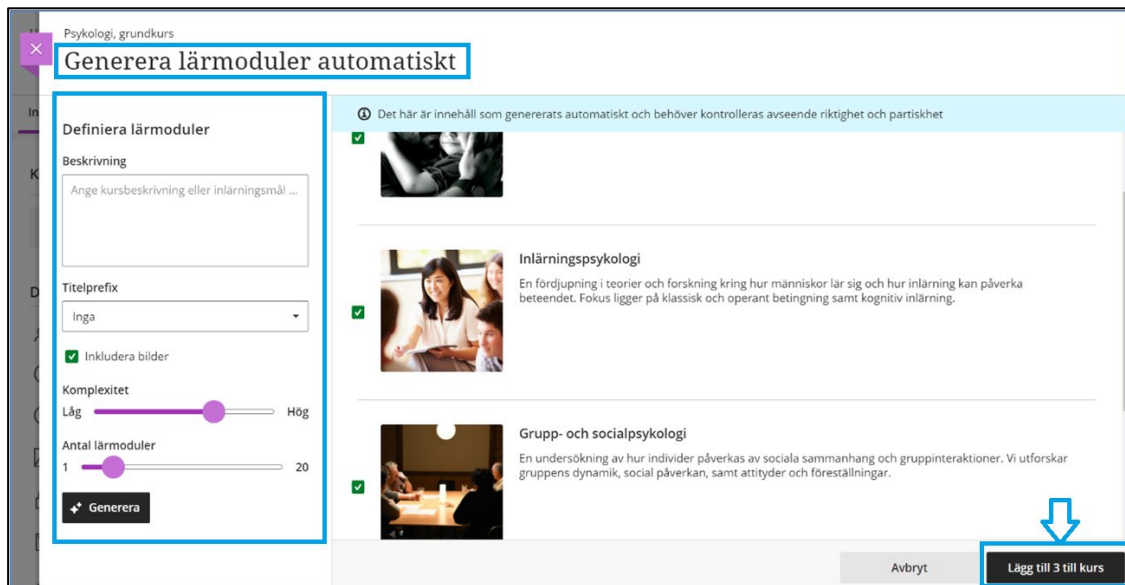 Psykologi, grundkurs
Generera lärmoduler automatiskt
In
K
D
Definiera lärmoduler
Beskrivning
Ange kursbeskrivning eller inlärningsmål ...
Titelprefix
Inga
Inkludera bilder
Komplexitet
Låg Hög
Antal lärmoduler
1 20
Generera
Det här är innehåll som genererats automatiskt och behöver kontrolleras avseende riktighet och partiskhet
Inlärningspsykologi
En fördjupning i teorier och forskning kring hur människor lär sig och hur inlärning kan påverka
beteendet. Fokus ligger på klassisk och operant betingning samt kognitiv inlärning.
Grupp- och socialpsykologi
En undersökning av hur individer påverkas av sociala sammanhang och gruppinteraktioner. Vi utforskar
gruppens dynamik, social påverkan, samt attityder och föreställningar.
Avbryt
Lägg till 3 till kurs